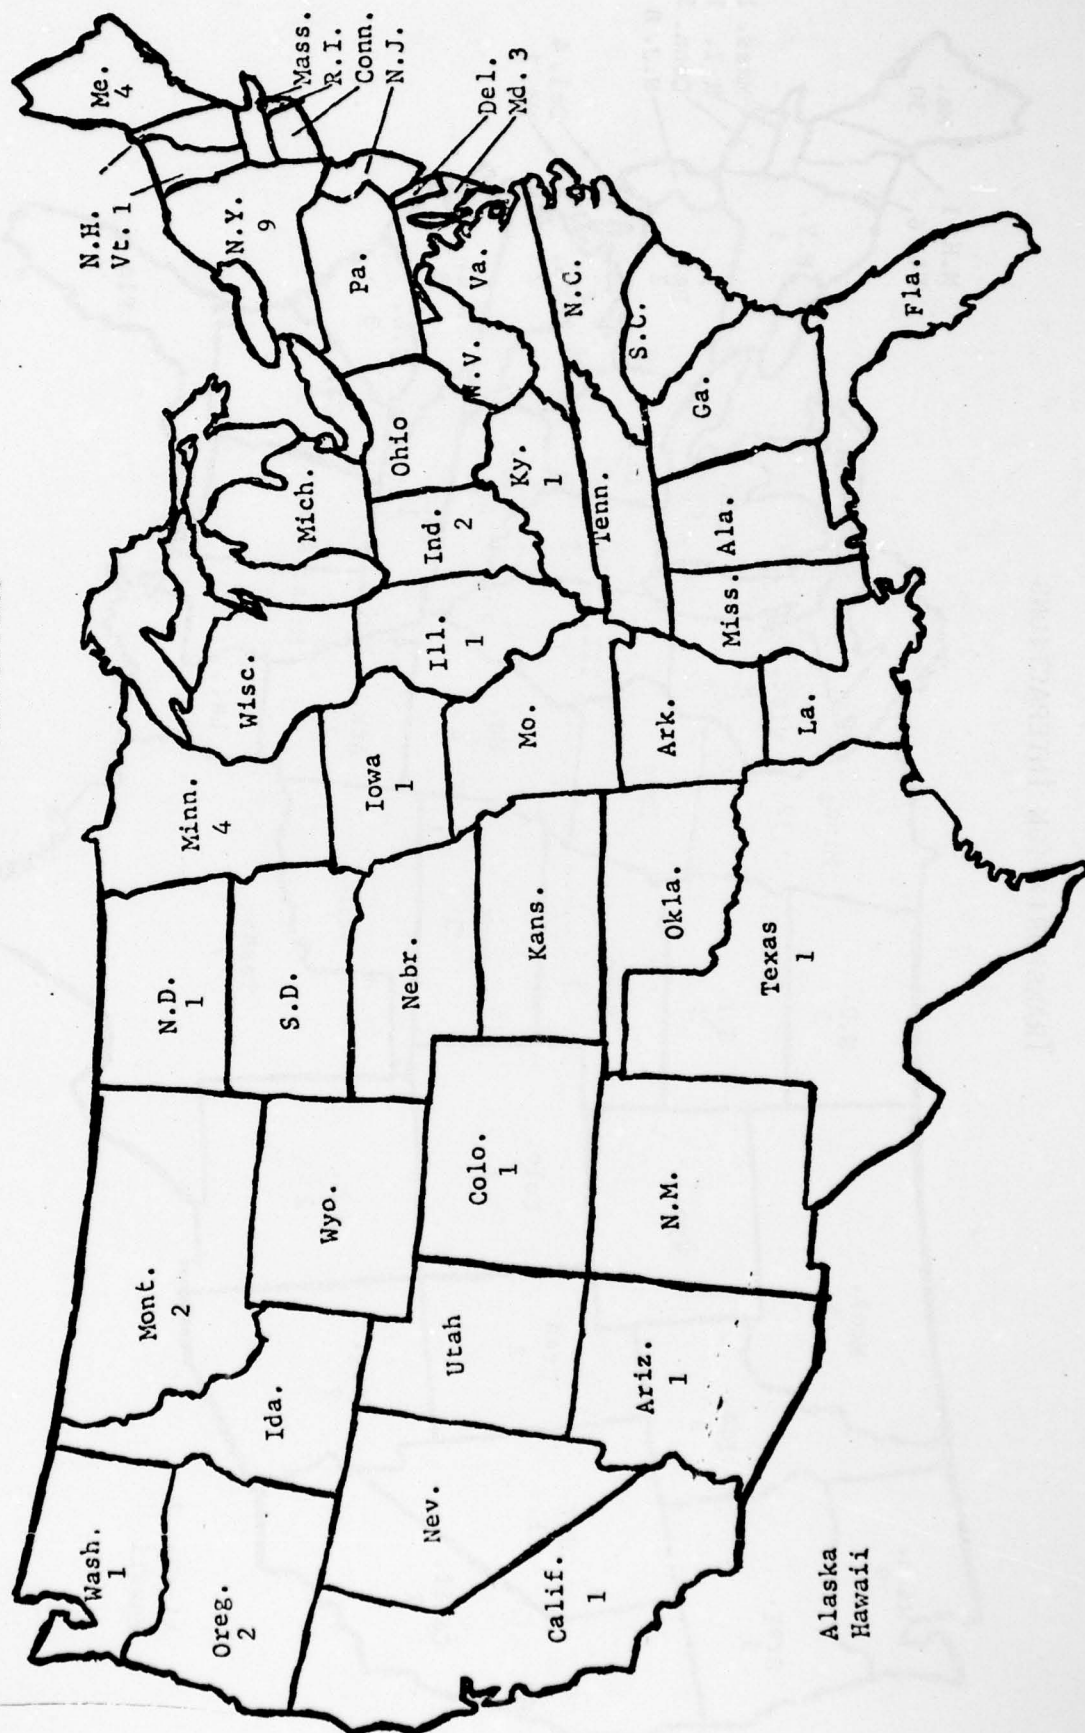 Wash.
1
Oreg.
2
Calif.
1
Nev.
Ida.
Mont.
2
Wyo.
Utah
Ariz.
1
Colo.
1
N.M.
N.D.
1
S.D.
Nebr.
Kans.
Okla.
Texas
1
Minn.
4
Iowa
1
Mo.
Ark.
La.
Wisc.
Ill.
1
Mich.
Ind.
2
Ohio
Ky.
1
Tenn.
Miss.
Ala.
Ga.
Fla.
S.C.
N.C.
Va.
W.V.
Pa.
N.Y.
9
N.H.
Vt. 1
Me.
4
Mass.
R.I.
Conn.
N.J.
Del.
Md. 3
Alaska
Hawaii